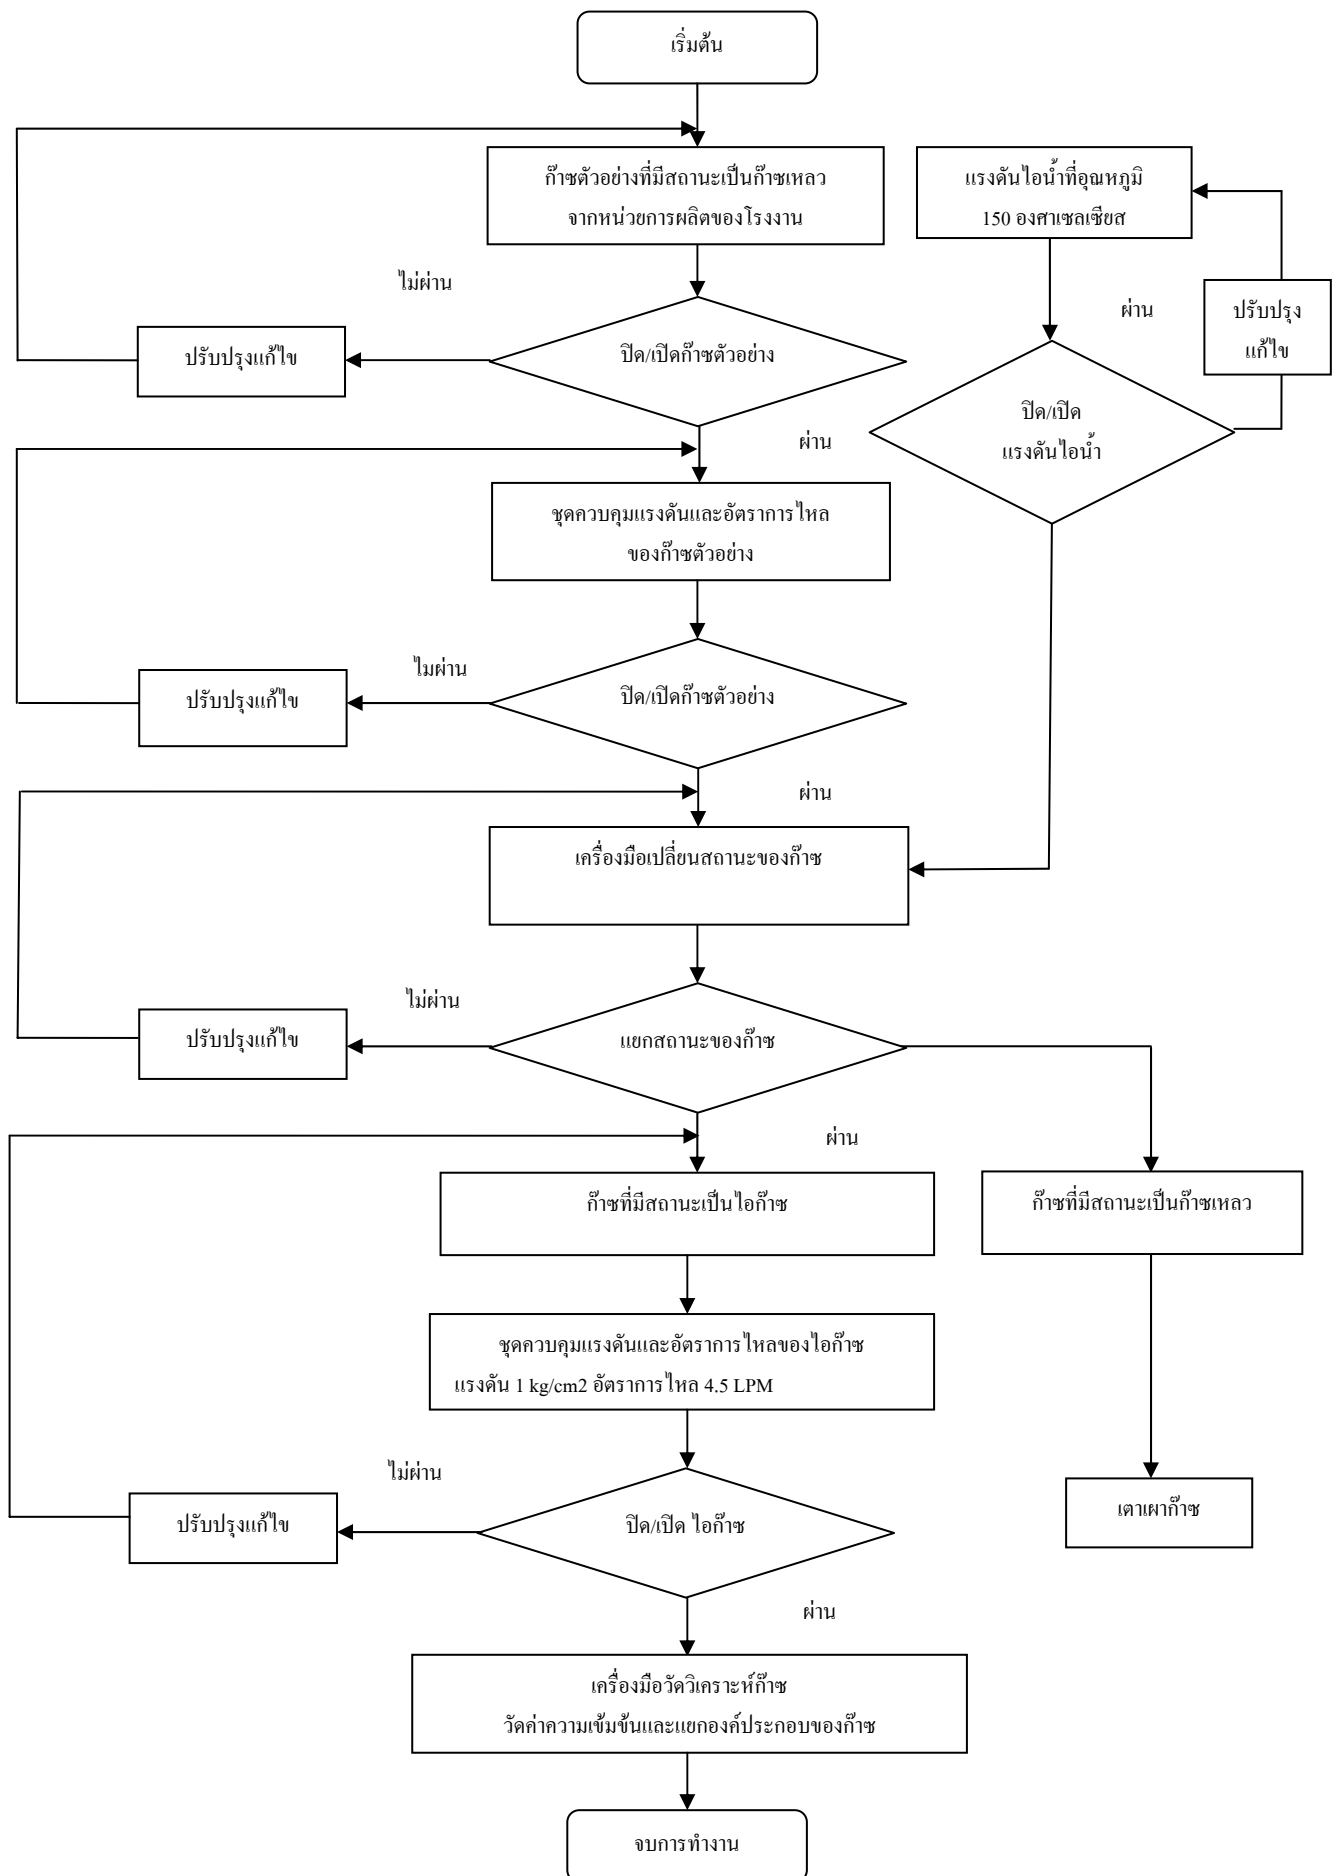 เริ่มต้น
ก๊าซตัวอย่างที่มีสถานะเป็นก๊าซเหลว
จากหน่วยการผลิตของโรงงาน
แรงดันไอน้ำที่อุณหภูมิ
150 องศาเซลเซียส
ไม่ผ่าน
ผ่าน
ปรับปรุง
แก้ไข
ปรับปรุงแก้ไข
ปิด/เปิดก๊าซตัวอย่าง
ปิด/เปิด
แรงดันไอน้ำ
ผ่าน
ชุดควบคุมแรงดันและอัตราการไหล
ของก๊าซตัวอย่าง
ไมผ่าน
ปรับปรุงแก้ไข
ปิด/เปิดก๊าซตัวอย่าง
ผ่าน
เครื่องมือเปลี่ยนสถานะของก๊าซ
ไม่ผ่าน
ปรับปรุงแก้ไข
แยกสถานะของก๊าซ
ผ่าน
ก๊าซที่มีสถานะเป็นไอก๊าซ
ก๊าซที่มีสถานะเป็นก๊าซเหลว
ชุดควบคุมแรงดันและอัตราการไหลของไอก๊าซ
แรงดัน 1 kg/cm2 อัตราการไหล 4.5 LPM
ไม่ผ่าน
ปรับปรุงแก้ไข
ปิด/เปิด ไอก๊าซ
เตาเผาก๊าซ
ผ่าน
เครื่องมือวัดวิเคราะห์ก๊าซ
วัดค่าความเข้มข้นและแยกองค์ประกอบของก๊าซ
จบการทำงาน